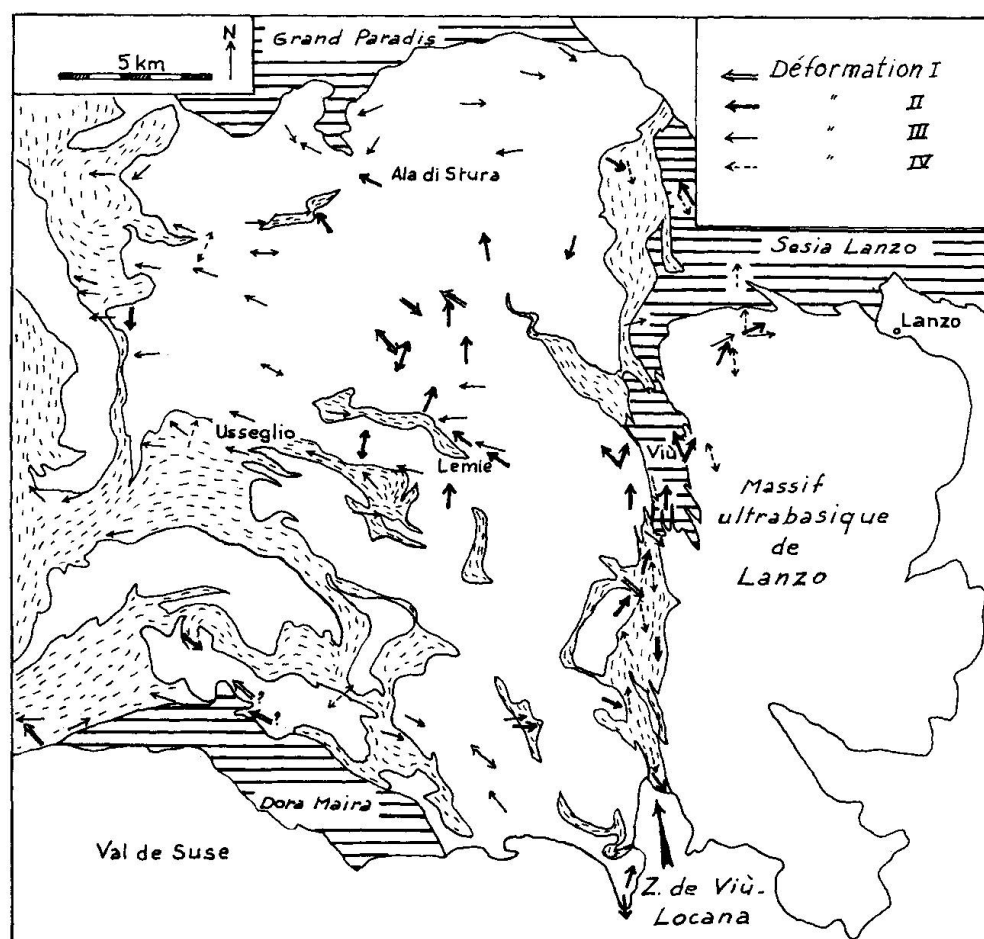 Grand Paradis
N
5 km
Déformation I
" II
" III
" IV
Ala di Stura
Sesia Lanzo
Lanzo
Usseglio
Lemie
Viù
Massif
ultrabasique
de
Lanzo
?
?
Dora Maira
Val de Suse
Z. de Viù-
Locana